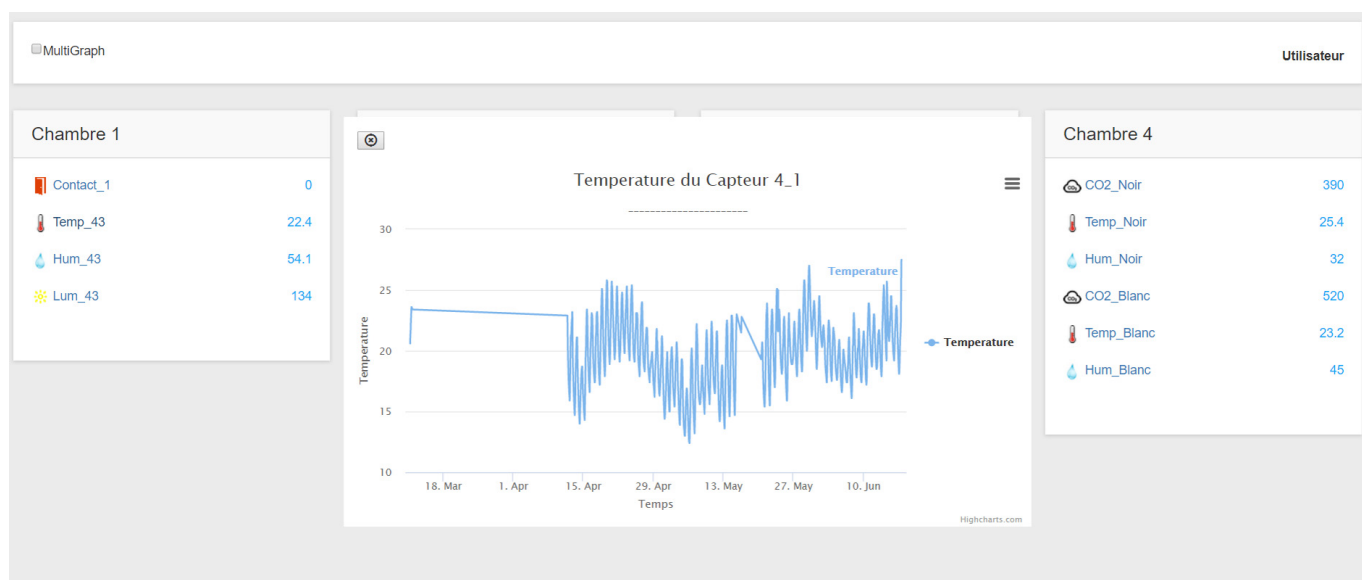 MultiGraph
Utilisateur
Chambre 1
Contact_1 0
Temp_43 22.4
Hum_43 54.1
Lum_43 134
Temperature du Capteur 4_1
----------------------
30
25
20
15
10
Temperature
Temperature
Temperature
18. Mar
1. Apr
15. Apr
29. Apr
13. May
27. May
10. Jun
Temps
Highcharts.com
Chambre 4
CO2_Noir 390
Temp_Noir 25.4
Hum_Noir 32
CO2_Blanc 520
Temp_Blanc 23.2
Hum_Blanc 45